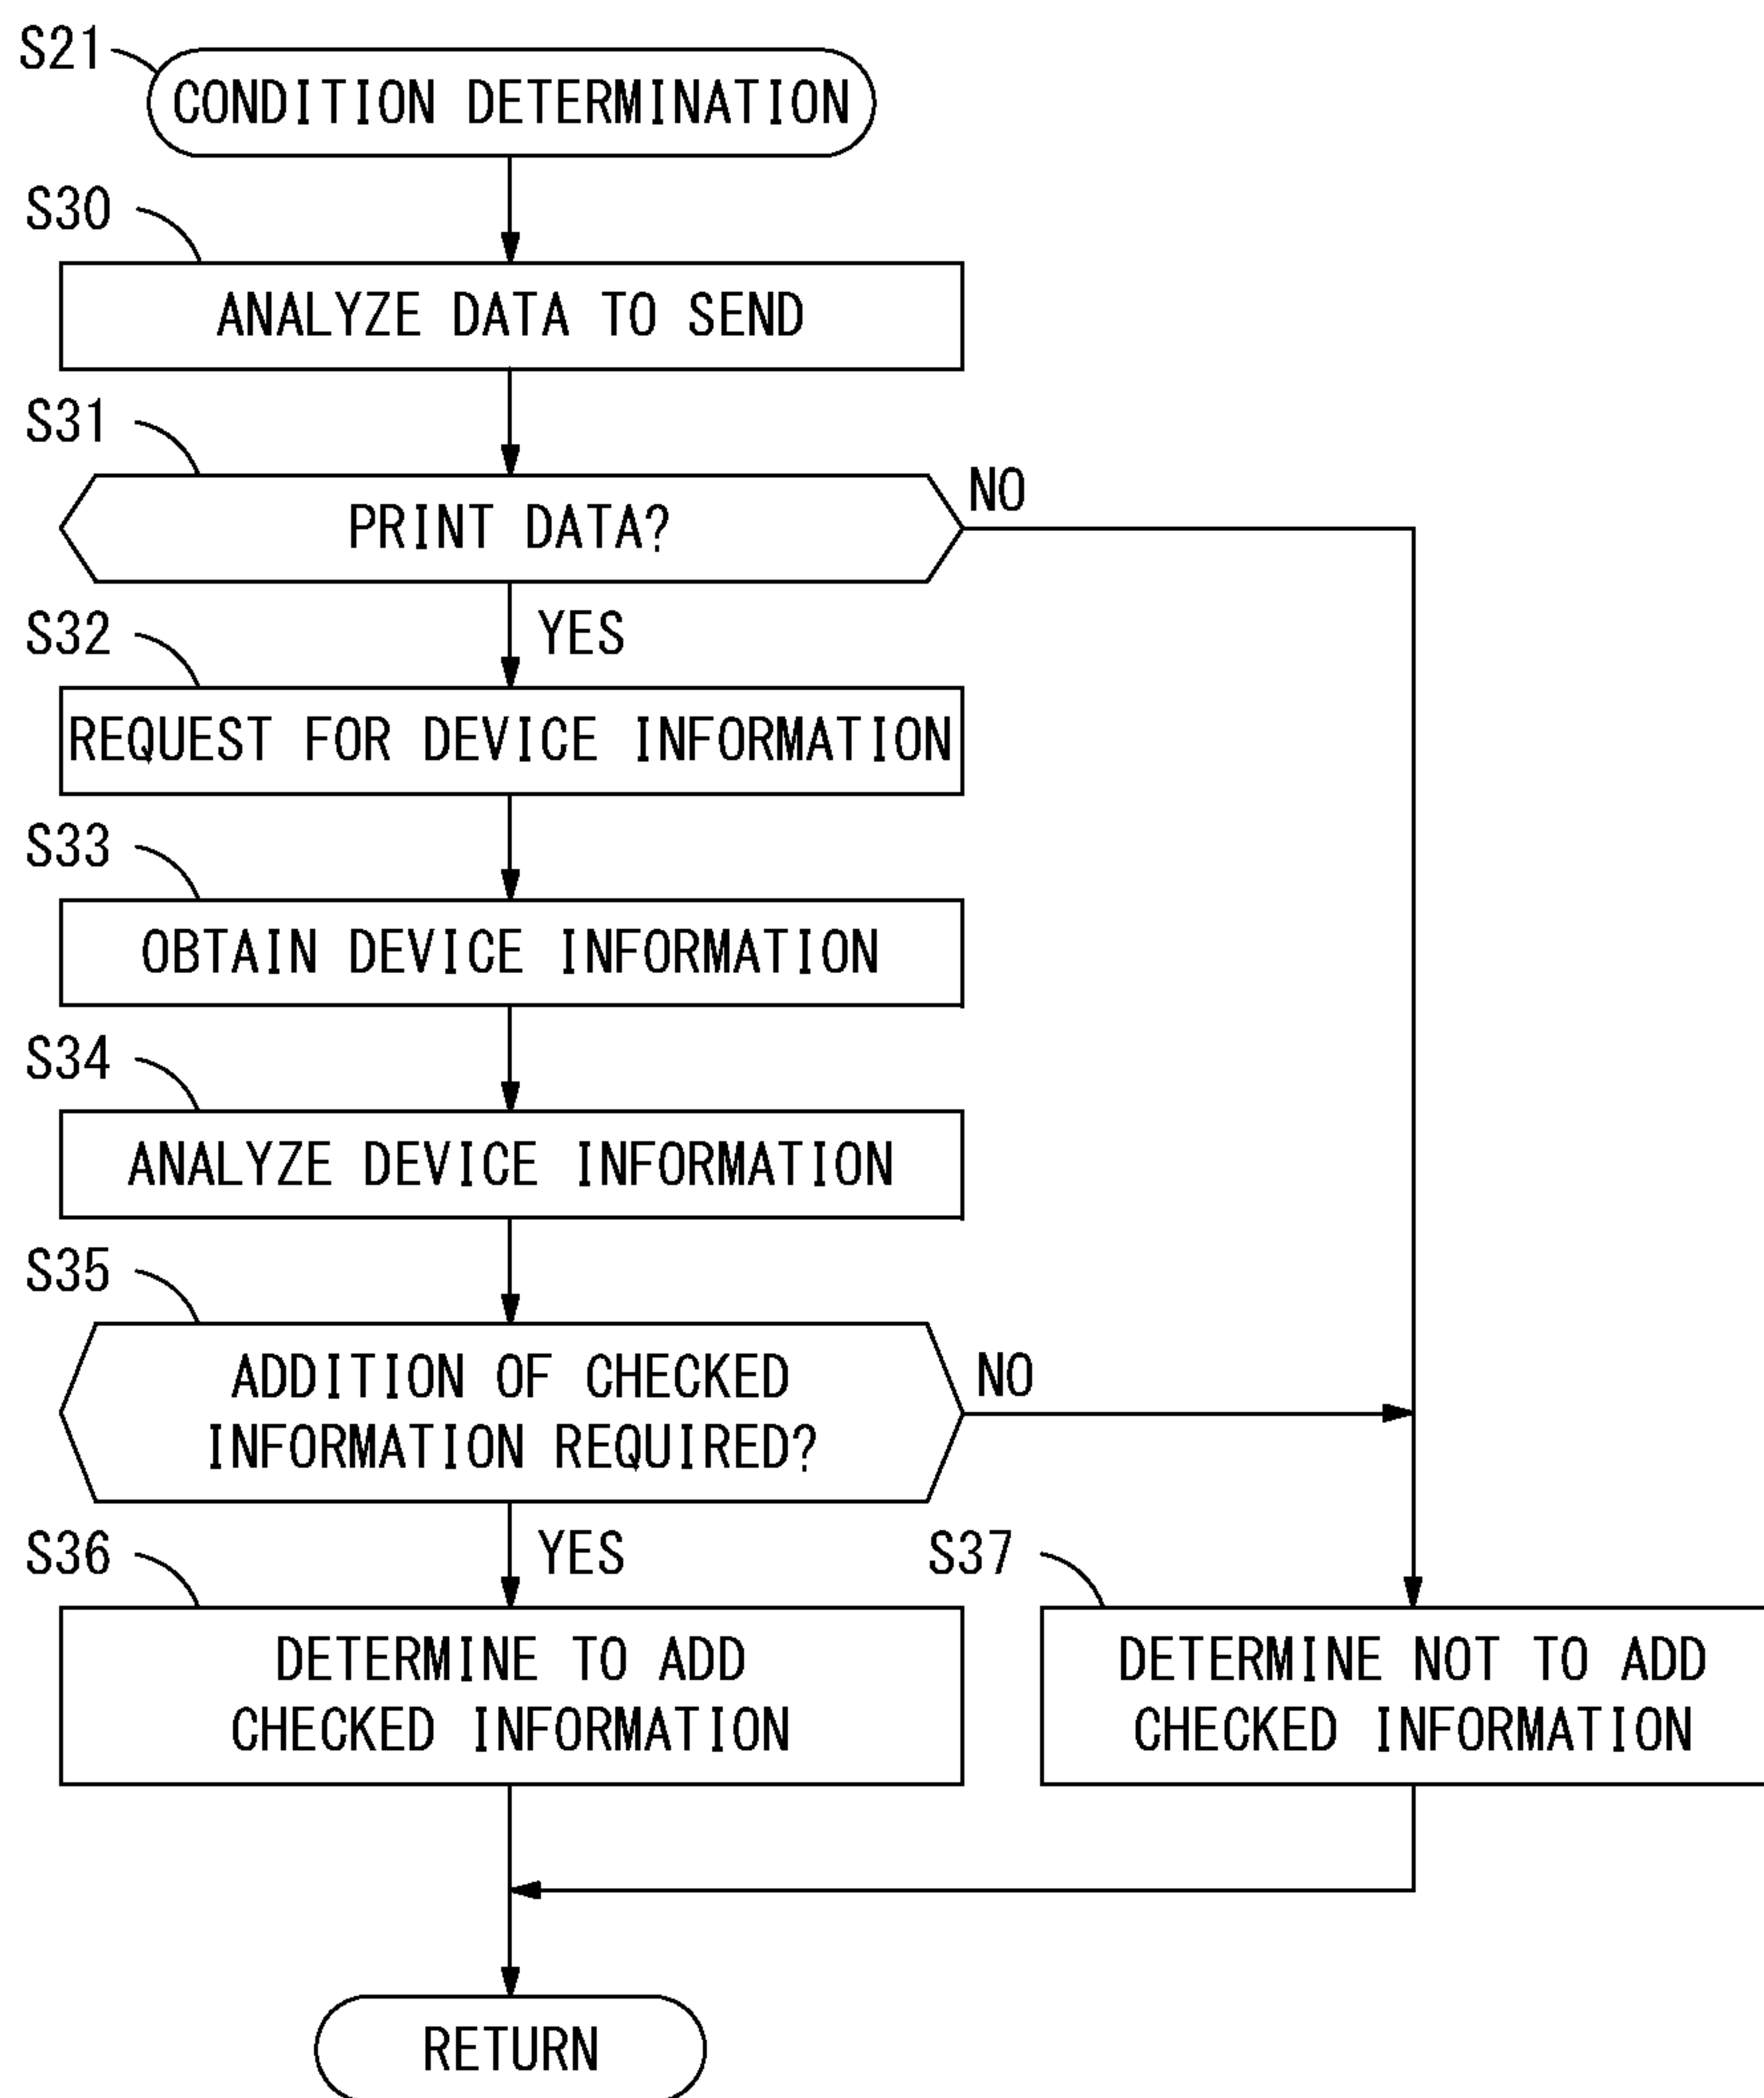 S21
CONDITION DETERMINATION
S30
ANALYZE DATA TO SEND
S31
PRINT DATA?
NO
YES
S32
REQUEST FOR DEVICE INFORMATION
S33
OBTAIN DEVICE INFORMATION
S34
ANALYZE DEVICE INFORMATION
S35
ADDITION OF CHECKED
INFORMATION REQUIRED?
NO
YES
S36
DETERMINE TO ADD
CHECKED INFORMATION
S37
DETERMINE NOT TO ADD
CHECKED INFORMATION
RETURN